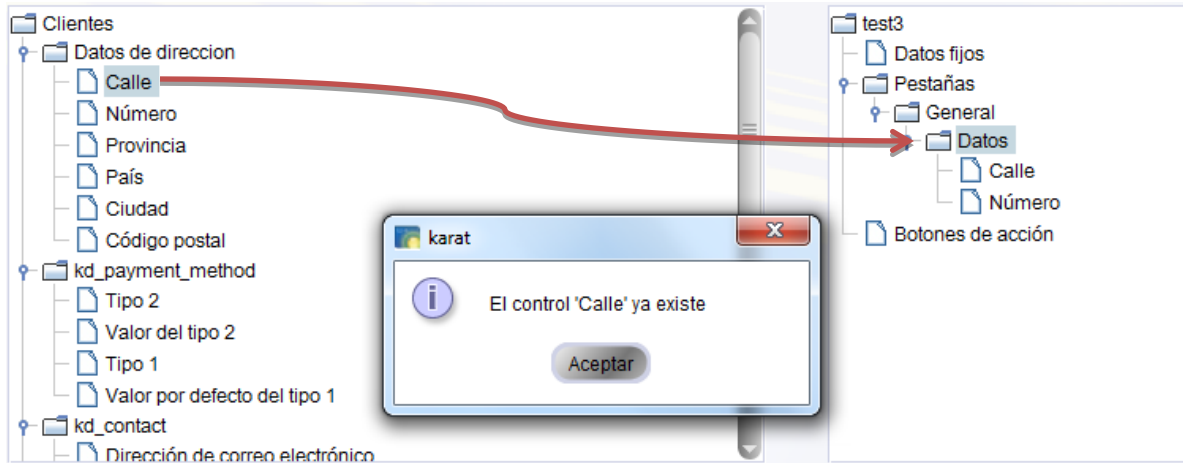 Clientes
Datos de direccion
Calle
Número
Provincia
País
Ciudad
Código postal
kd_payment_method
Tipo 2
Valor del tipo 2
Tipo 1
Valor por defecto del tipo 1
kd_contact
Dirección de correo electrónico
test3
Datos fijos
Pestañas
General
Datos
Calle
Número
Botones de acción
karat
El control 'Calle' ya existe
Aceptar